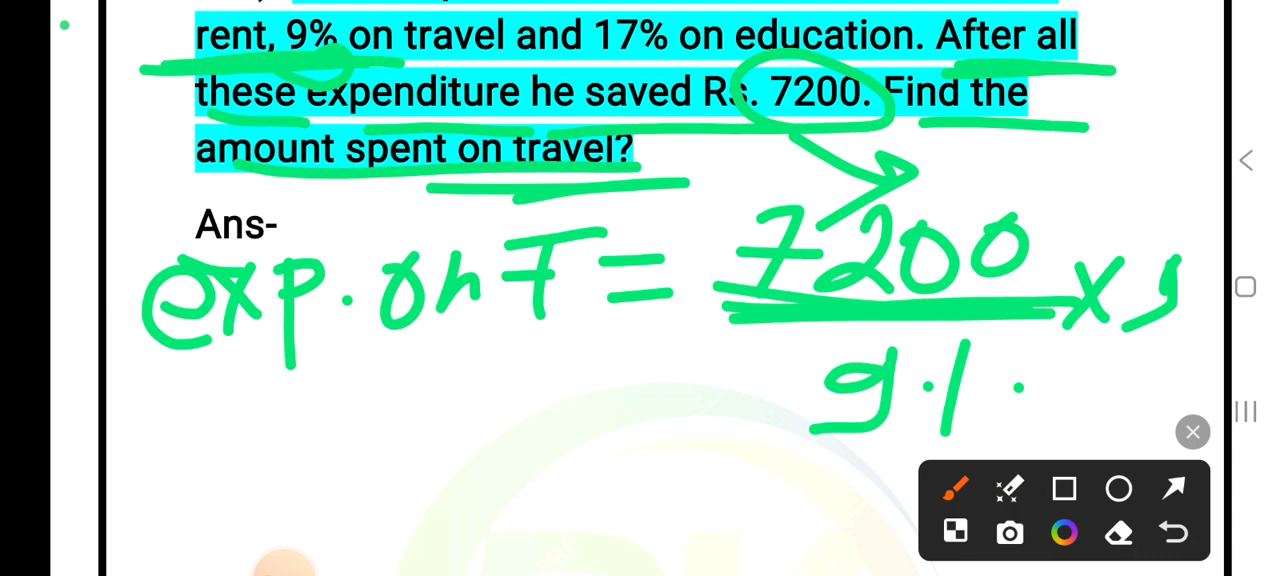 rent, 9% on travel and 17% on education. After all
these expenditure he saved Rs. 7200. Find the
amount spent on travel?
Ans-
exp. on T = 7200 × 9
9%